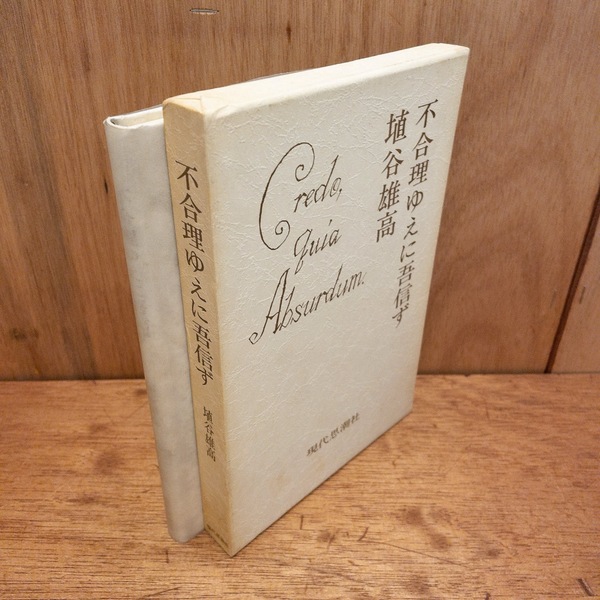 不合理ゆえに吾信ず
埴谷雄高
Credo,
quia
Absurdum.
現代思潮社
不合理ゆえに吾信ず
埴谷雄高